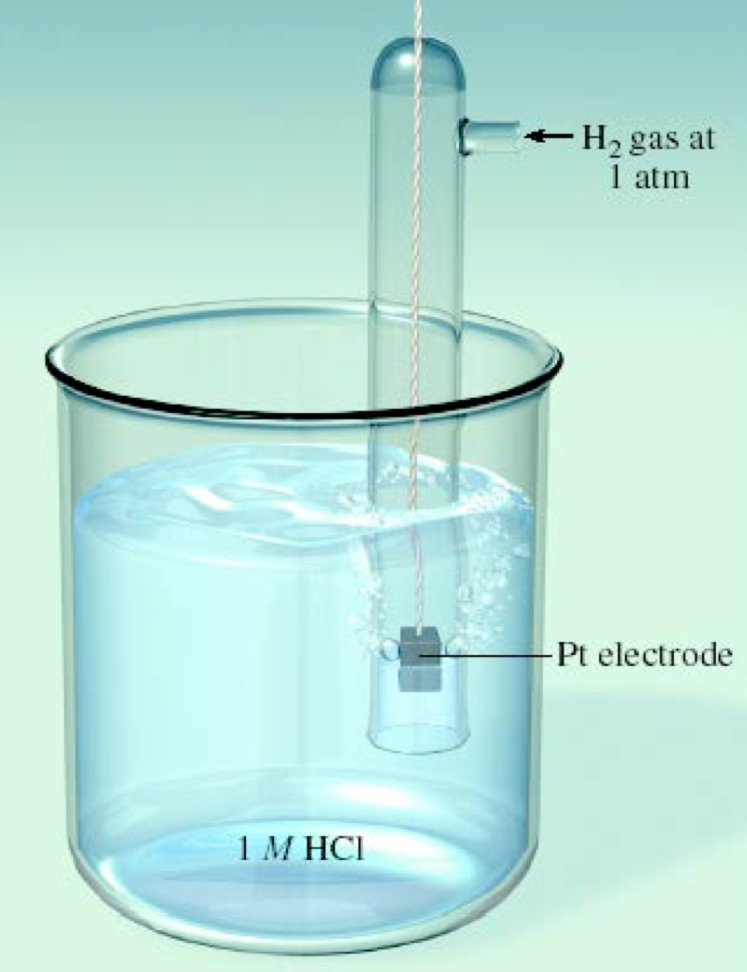 H₂ gas at
1 atm
Pt electrode
1 M HCl